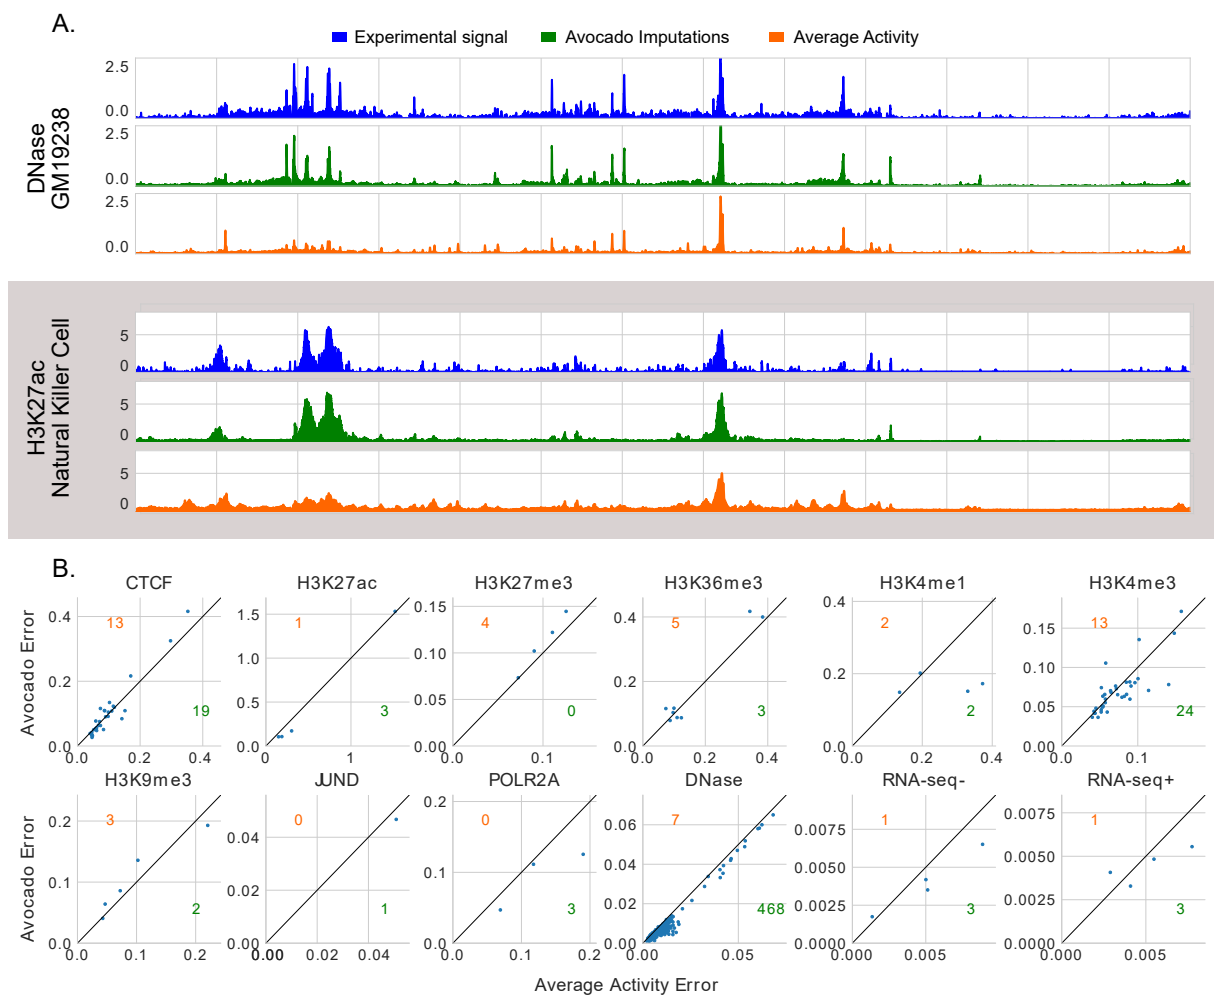 A.
Experimental signal Avocado Imputations Average Activity
DNase
GM19238
2.5
0.0
2.5
0.0
2.5
0.0
H3K27ac
Natural Killer Cell
5
0
5
0
5
0
B.
CTCF H3K27ac H3K27me3 H3K36me3 H3K4me1 H3K4me3
Avocado Error
0.4 13 1.5 1 0.15 4 0.4 5 0.4 2 0.15 13
1.0 0.10 0.10
0.2 0.2 0.2
19 0.5 3 0.05 0 3 2 0.05 24
0.0 0.0 0.00 0.0 0.0 0.00
0.0 0.2 0.4 0 1 0.0 0.1 0.0 0.2 0.4 0.0 0.2 0.4 0.0 0.1
H3K9me3 JUND POLR2A DNase RNA-seq- RNA-seq+
Avocado Error
0.2 3 0.04 0 0.2 0 0.06 7 0.0075 1 0.0075 1
0.04 0.0050 0.0050
0.1 0.02 0.1
2 1 3 0.02 468 0.0025 3 0.0025 3
0.0 0.00 0.0 0.00 0.0000 0.0000
0.0 0.1 0.2 0.00 0.02 0.04 0.0 0.1 0.2 0.00 0.05 0.000 0.005 0.000 0.005
Average Activity Error